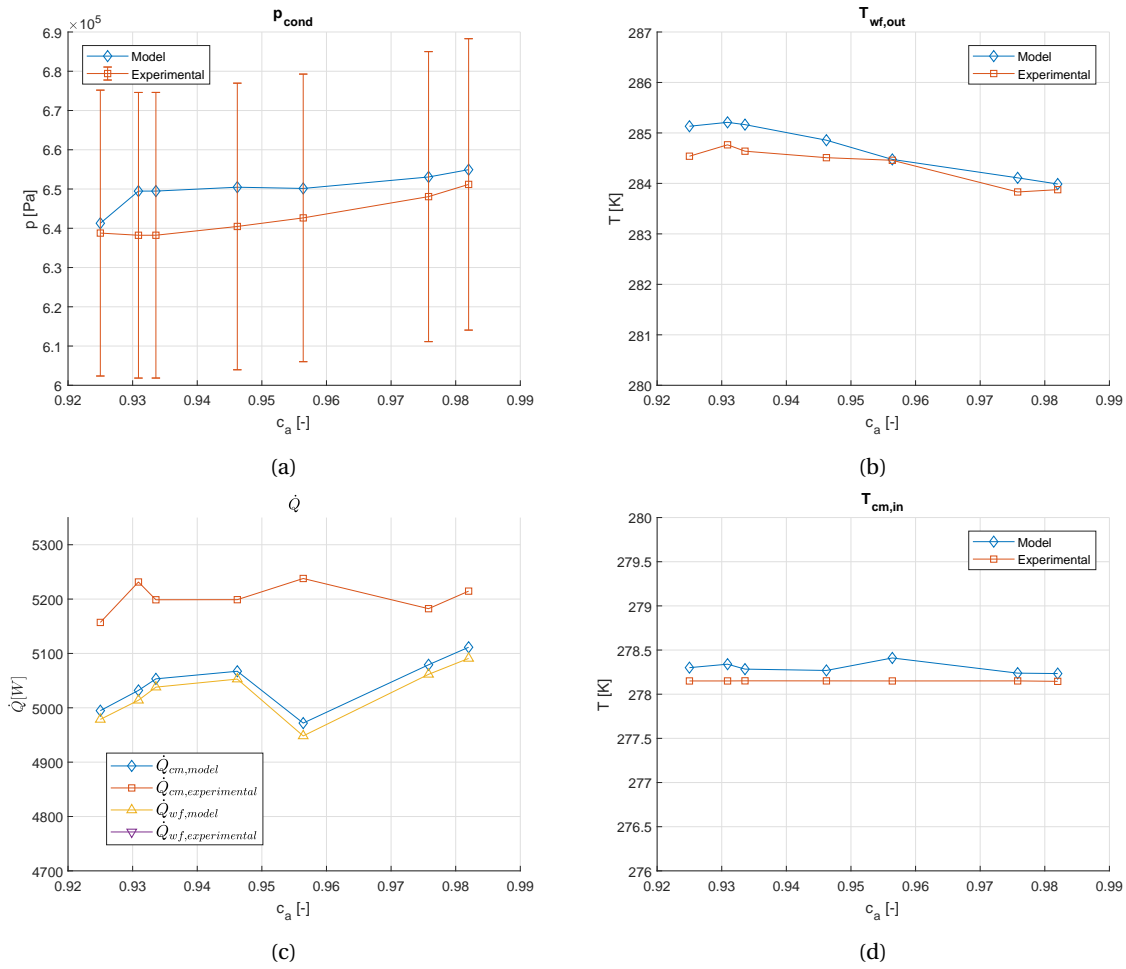 p_cond
×10^5
6.9
6.8
6.7
6.6
6.5
6.4
6.3
6.2
6.1
6
p [Pa]
Model
Experimental
0.92 0.93 0.94 0.95 0.96 0.97 0.98 0.99
c_a [-]
(a)
T_wf,out
287
286
285
284
283
282
281
280
T [K]
Model
Experimental
0.92 0.93 0.94 0.95 0.96 0.97 0.98 0.99
c_a [-]
(b)
Q̇
5300
5200
5100
5000
4900
4800
4700
Q̇[W]
Q̇_cm,model
Q̇_cm,experimental
Q̇_wf,model
Q̇_wf,experimental
0.92 0.93 0.94 0.95 0.96 0.97 0.98 0.99
c_a [-]
(c)
T_cm,in
280
279.5
279
278.5
278
277.5
277
276.5
276
T [K]
Model
Experimental
0.92 0.93 0.94 0.95 0.96 0.97 0.98 0.99
c_a [-]
(d)